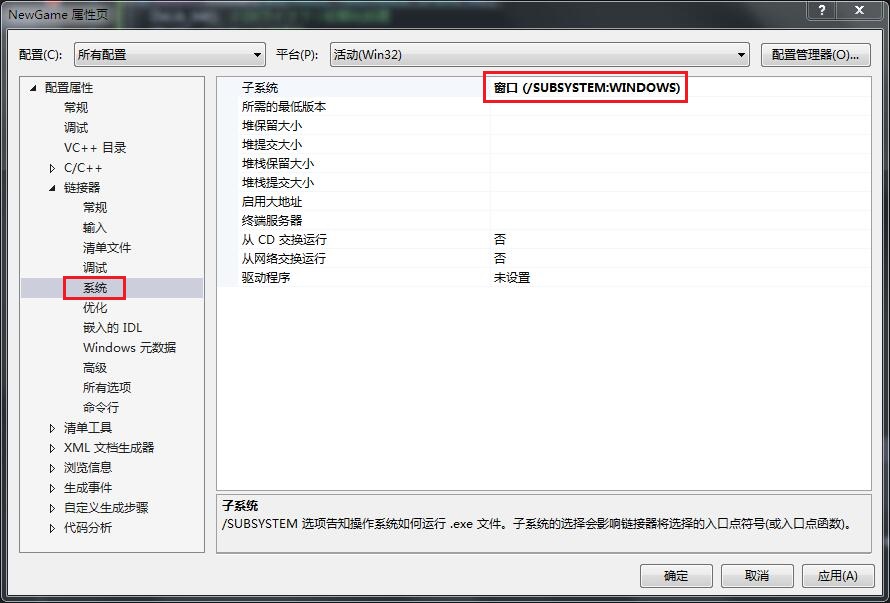 NewGame 属性页
配置(C): 所有配置 平台(P): 活动(Win32) 配置管理器(O)...
配置属性
常规
调试
VC++ 目录
C/C++
链接器
常规
输入
清单文件
调试
系统
优化
嵌入的 IDL
Windows 元数据
高级
所有选项
命令行
清单工具
XML 文档生成器
浏览信息
生成事件
自定义生成步骤
代码分析
子系统 窗口 (/SUBSYSTEM:WINDOWS)
所需的最低版本
堆保留大小
堆提交大小
堆栈保留大小
堆栈提交大小
启用大地址
终端服务器
从 CD 交换运行 否
从网络交换运行 否
驱动程序 未设置
子系统
/SUBSYSTEM 选项告知操作系统如何运行 .exe 文件。子系统的选择会影响链接器将选择的入口点符号(或入口点函数)。
确定 取消 应用(A)